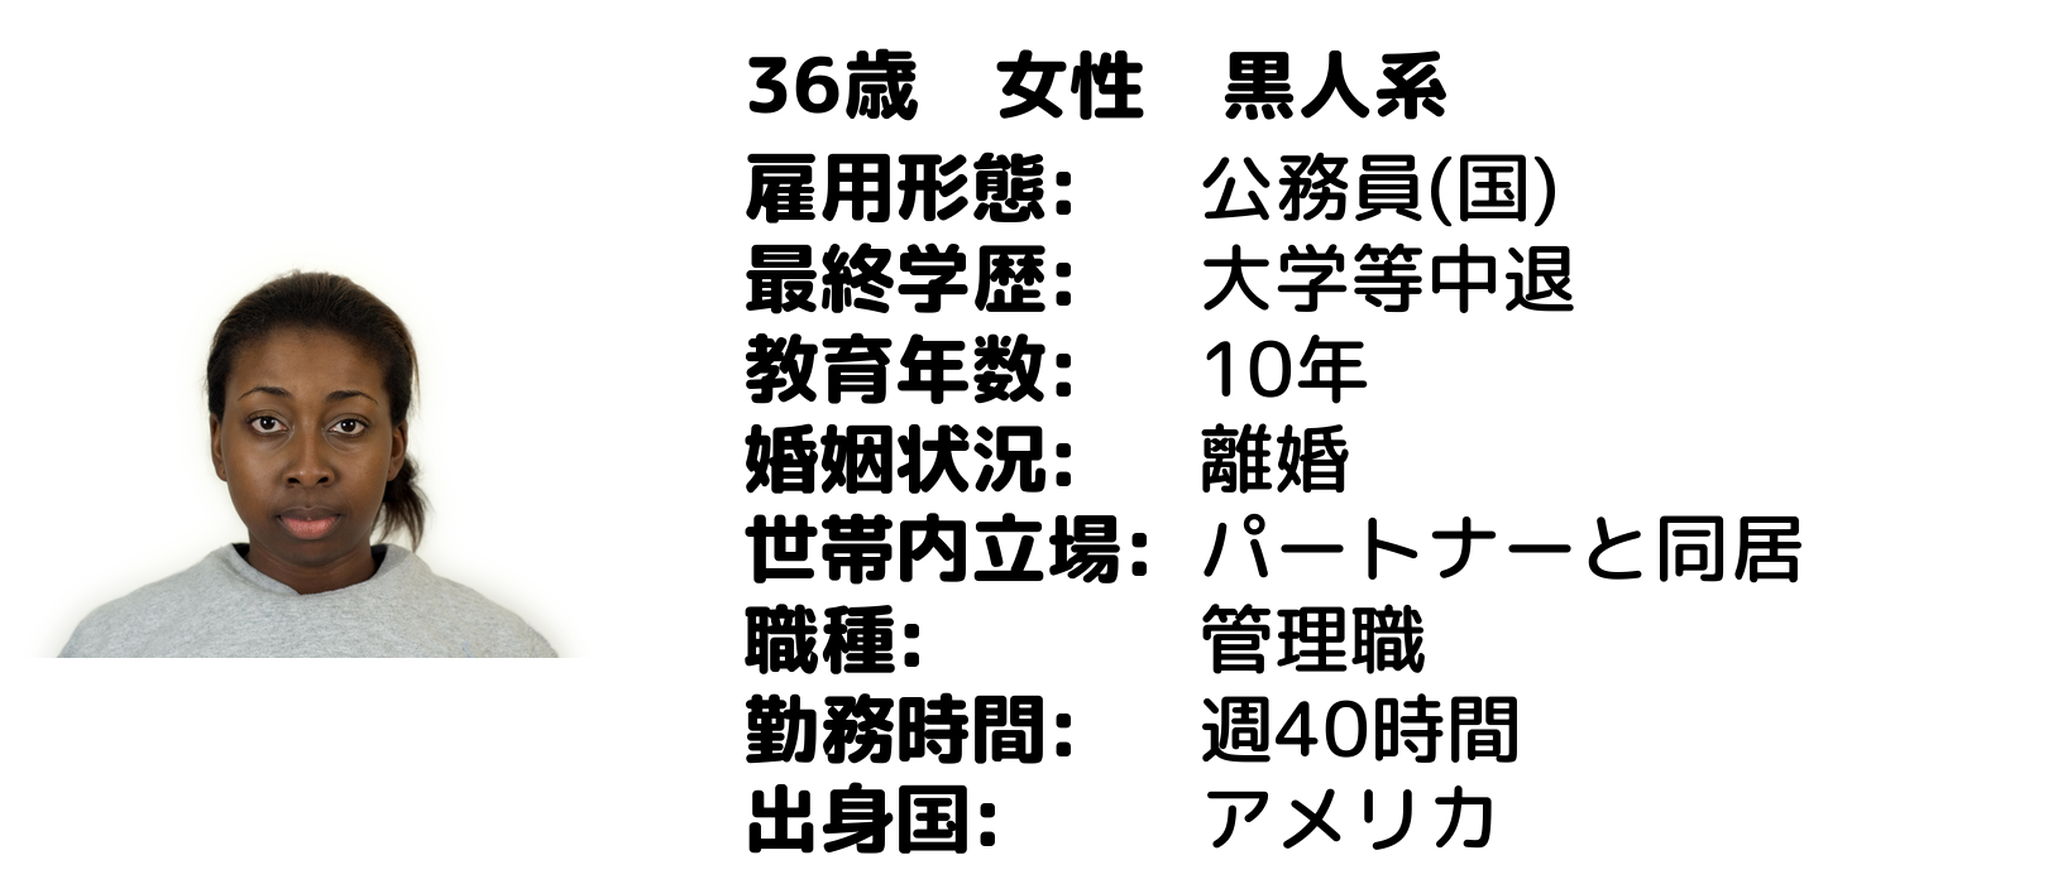 36歳　女性　黒人系
雇用形態:　公務員(国)
最終学歴:　大学等中退
教育年数:　10年
婚姻状況:　離婚
世帯内立場:　パートナーと同居
職種:　管理職
勤務時間:　週40時間
出身国:　アメリカ